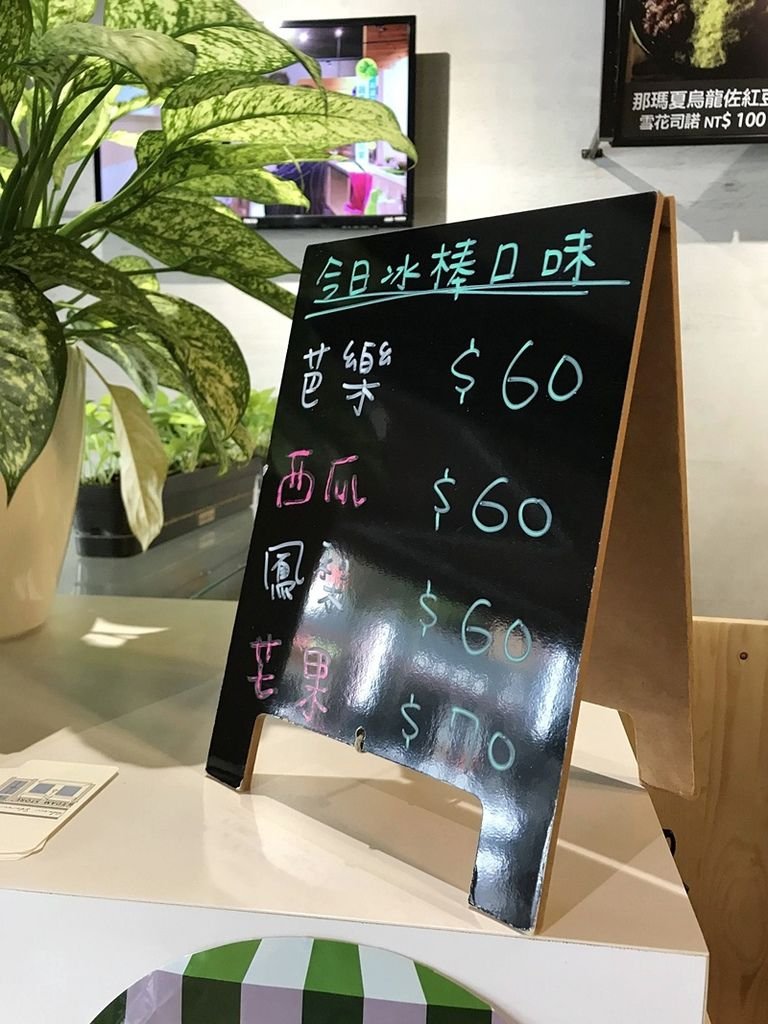 那瑪夏烏龍佐紅豆
雪花司諾 NT$ 100
今日冰棒口味
芭樂 $60
西瓜 $60
鳳梨 $60
芒果 $70